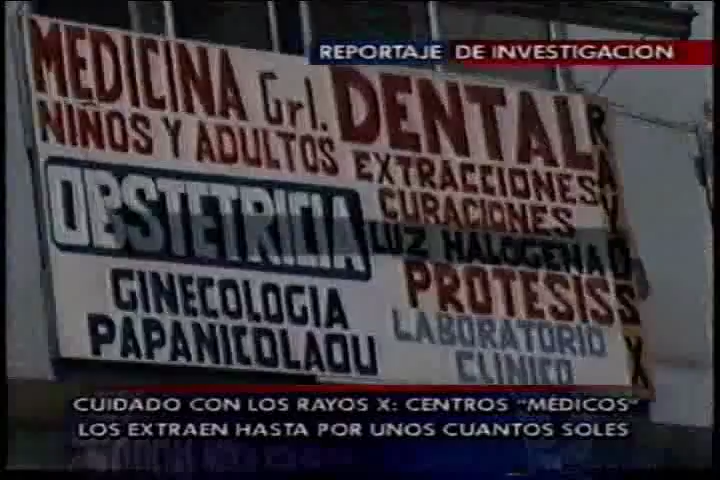 REPORTAJE DE INVESTIGACION
MEDICINA Grl.
NIÑOS Y ADULTOS
OBSTETRICIA
GINECOLOGIA
PAPANICOLAOU
DENTAL
EXTRACCIONES
CURACIONES
LUZ HALOGENA
PROTESIS
LABORATORIO
CLINICO
RAYOS X
CUIDADO CON LOS RAYOS X: CENTROS "MÉDICOS"
LOS EXTRAEN HASTA POR UNOS CUANTOS SOLES